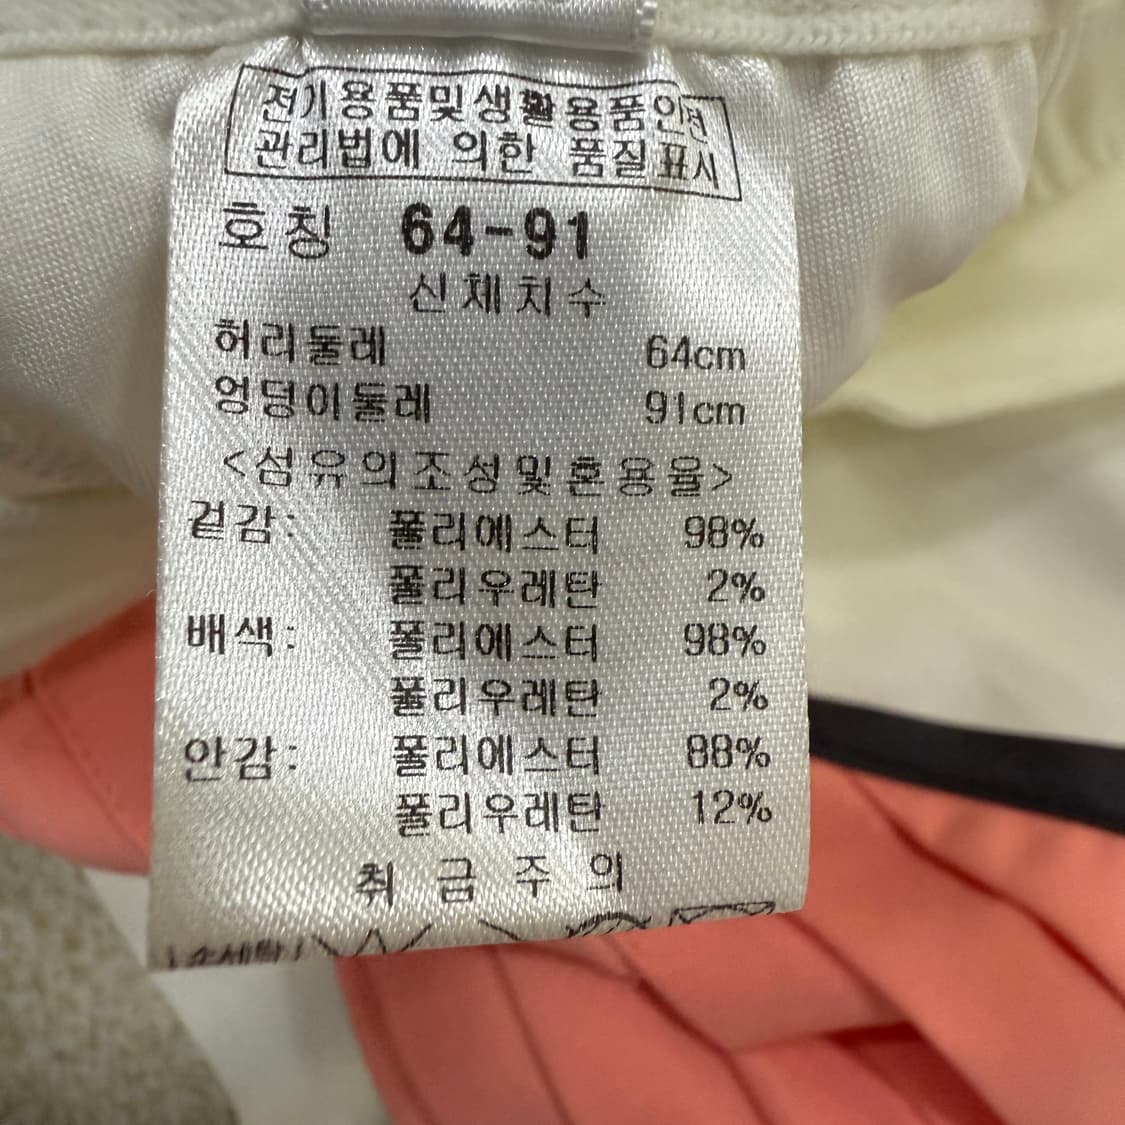 전기용품및생활용품안전
관리법에 의한 품질표시
호칭 64-91
신체치수
허리둘레 64cm
엉덩이둘레 91cm
<섬유의조성및혼용율>
겉감: 폴리에스터 98%
폴리우레탄 2%
배색: 폴리에스터 98%
폴리우레탄 2%
안감: 폴리에스터 88%
폴리우레탄 12%
취급주의
손세탁